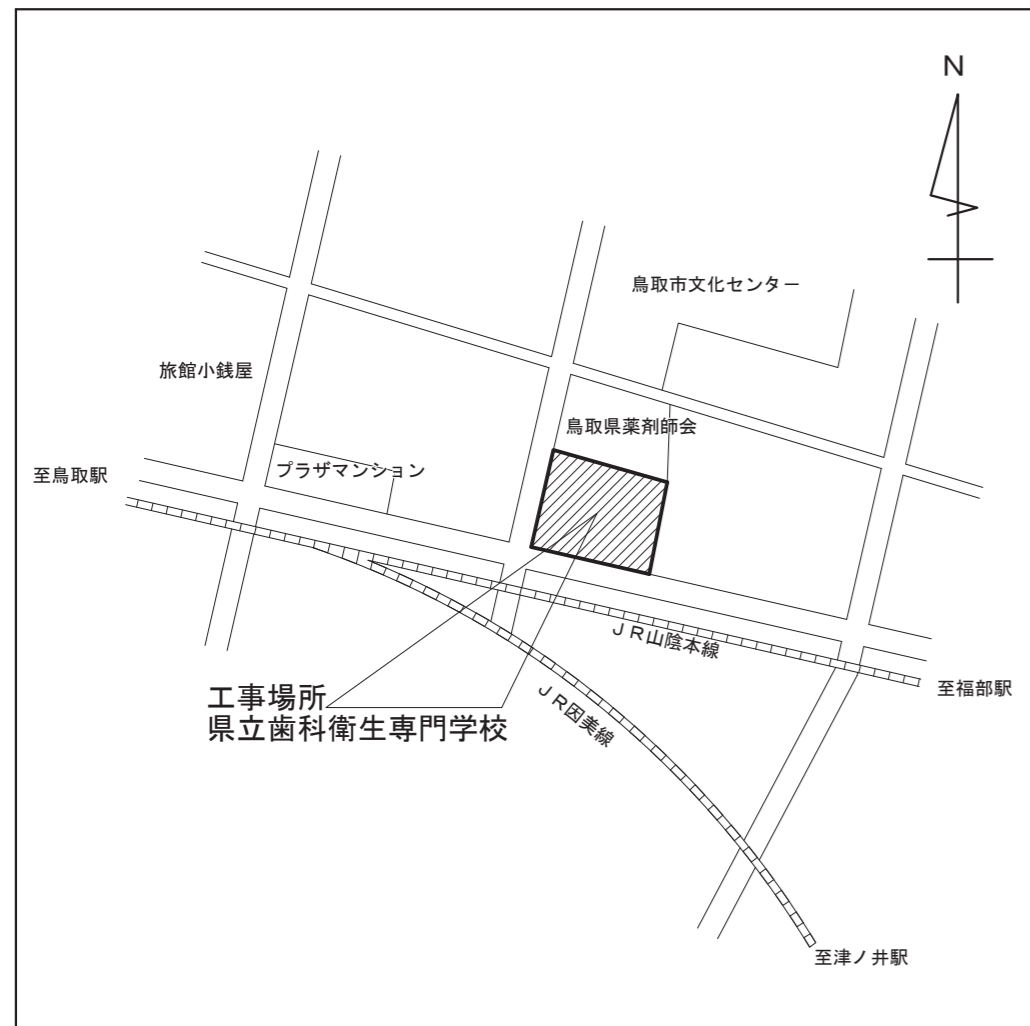 N
鳥取市文化センター
旅館小銭屋
鳥取県薬剤師会
プラザマンション
至鳥取駅
JR山陰本線
至福部駅
工事場所
県立歯科衛生専門学校
JR因美線
至津ノ井駅